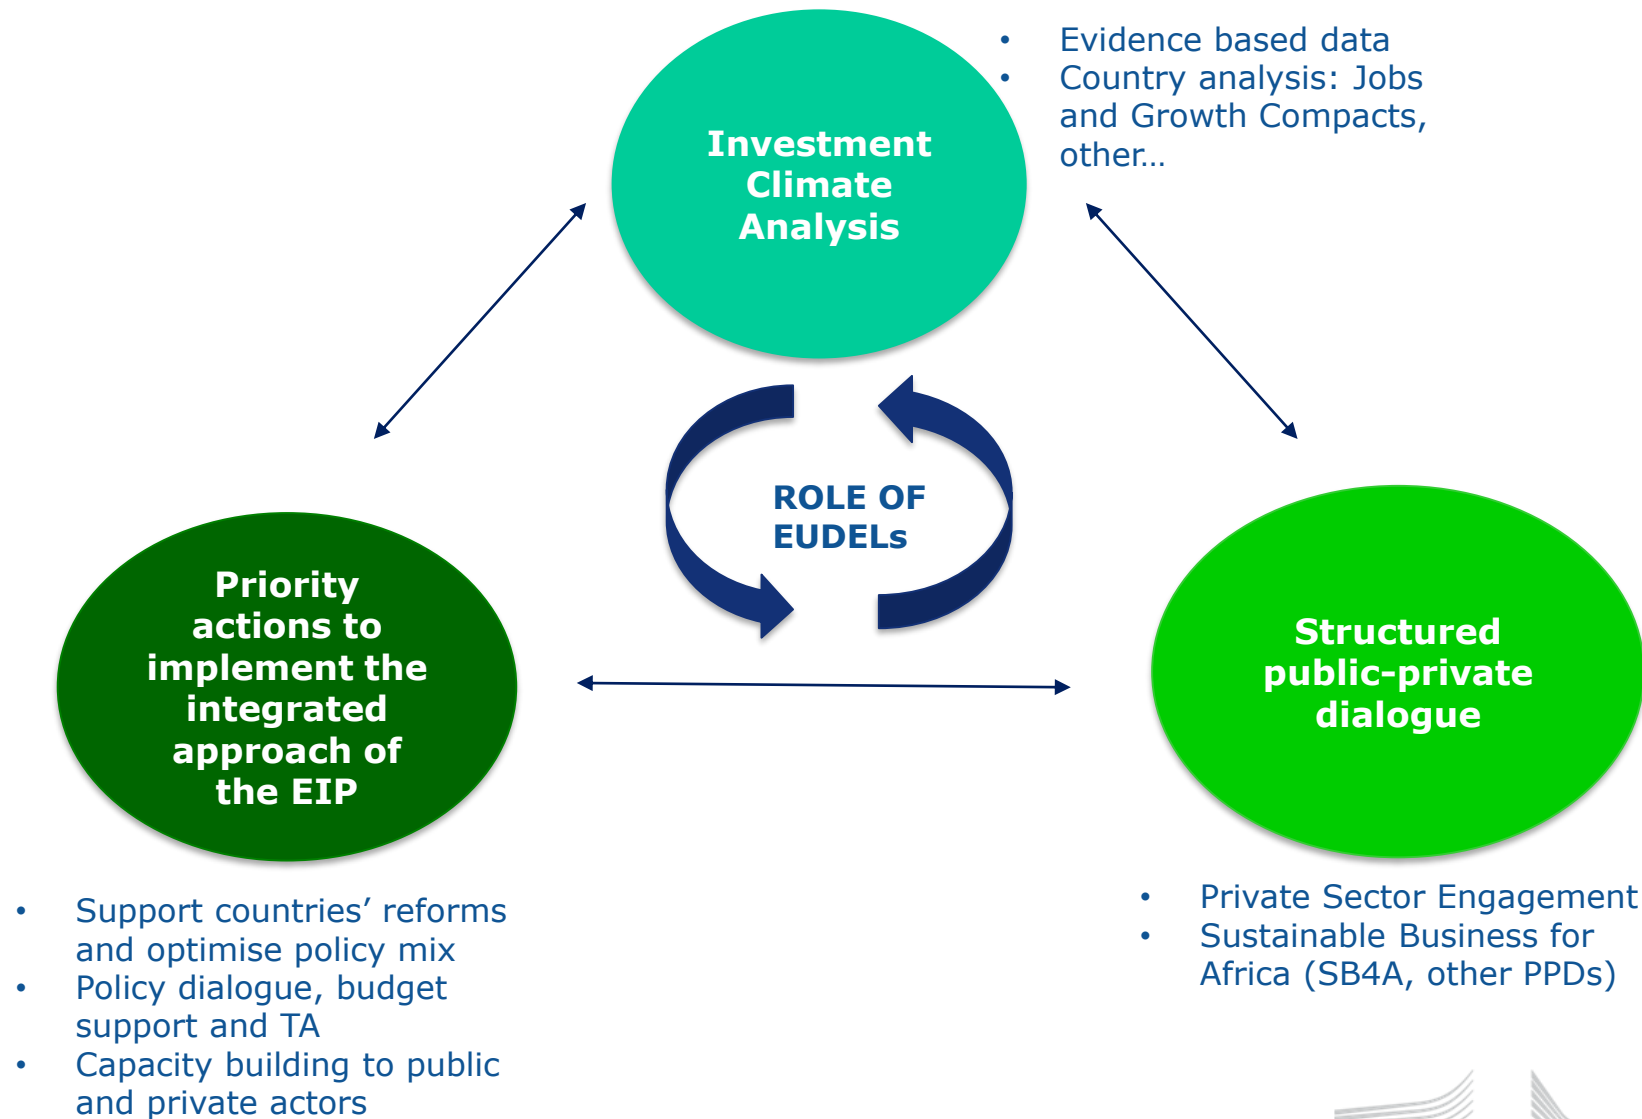 Investment
Climate
Analysis
• Evidence based data
• Country analysis: Jobs
and Growth Compacts,
other…
ROLE OF
EUDELs
Priority
actions to
implement the
integrated
approach of
the EIP
Structured
public-private
dialogue
• Support countries’ reforms
and optimise policy mix
• Policy dialogue, budget
support and TA
• Capacity building to public
and private actors
• Private Sector Engagement
• Sustainable Business for
Africa (SB4A, other PPDs)